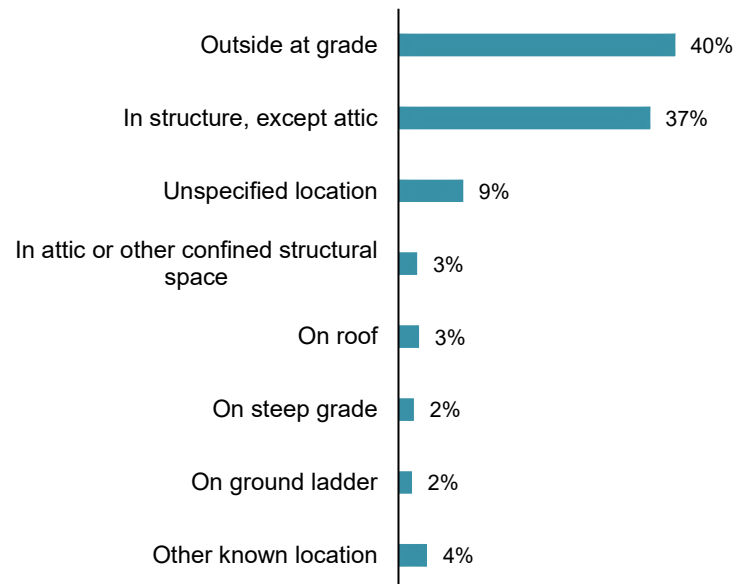 Outside at grade 40%
In structure, except attic 37%
Unspecified location 9%
In attic or other confined structural
space 3%
On roof 3%
On steep grade 2%
On ground ladder 2%
Other known location 4%